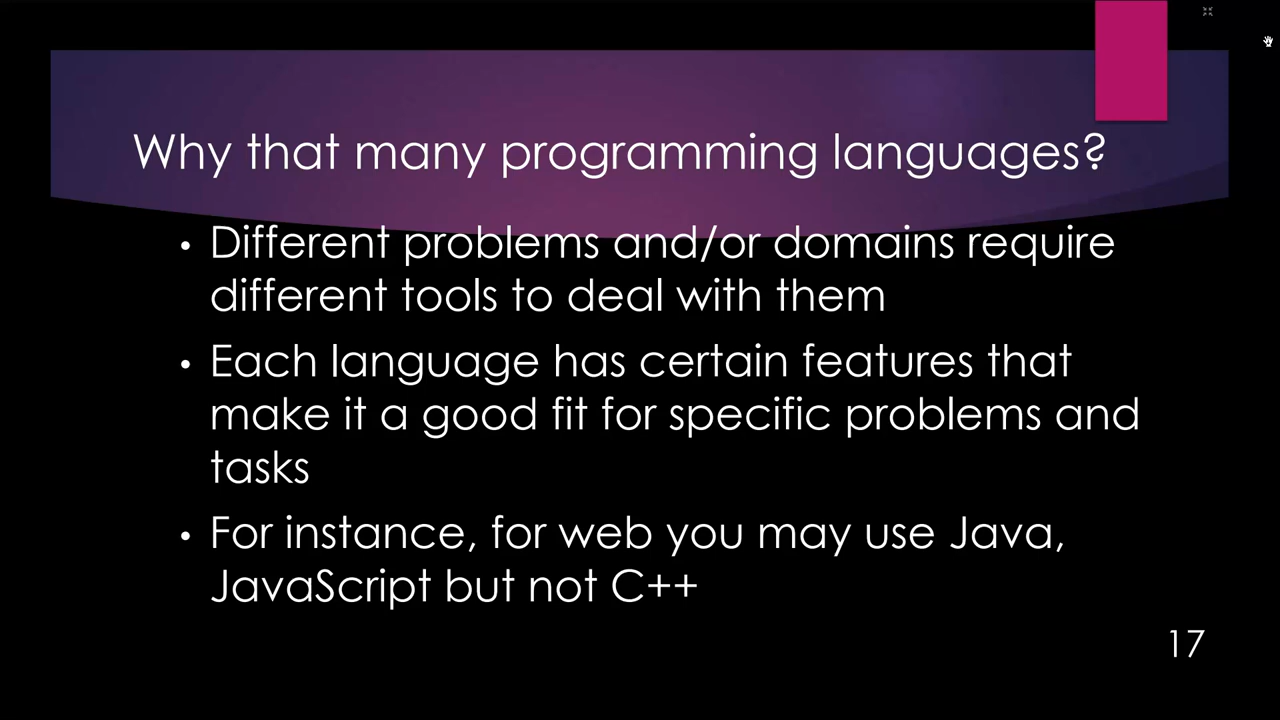 Why that many programming languages?
• Different problems and/or domains require
different tools to deal with them
• Each language has certain features that
make it a good fit for specific problems and
tasks
• For instance, for web you may use Java,
JavaScript but not C++
17